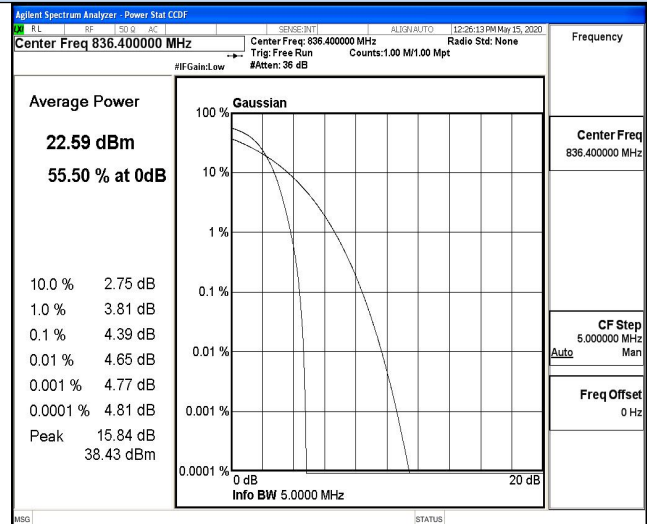 Agilent Spectrum Analyzer - Power Stat CCDF
RL RF 50 Ω AC SENSE:INT ALIGN AUTO 12:26:13 PM May 15, 2020
Center Freq 836.400000 MHz
Center Freq: 836.400000 MHz Radio Std: None
Trig: Free Run Counts:1.00 M/1.00 Mpt
#IFGain:Low #Atten: 36 dB
Average Power
22.59 dBm
55.50 % at 0dB
10.0 % 2.75 dB
1.0 % 3.81 dB
0.1 % 4.39 dB
0.01 % 4.65 dB
0.001 % 4.77 dB
0.0001 % 4.81 dB
Peak 15.84 dB
38.43 dBm
Gaussian
100 %
10 %
1 %
0.1 %
0.01 %
0.001 %
0.0001 %
0 dB 20 dB
Info BW 5.0000 MHz
Frequency
Center Freq
836.400000 MHz
CF Step
5.000000 MHz
Auto Man
Freq Offset
0 Hz
MSG STATUS